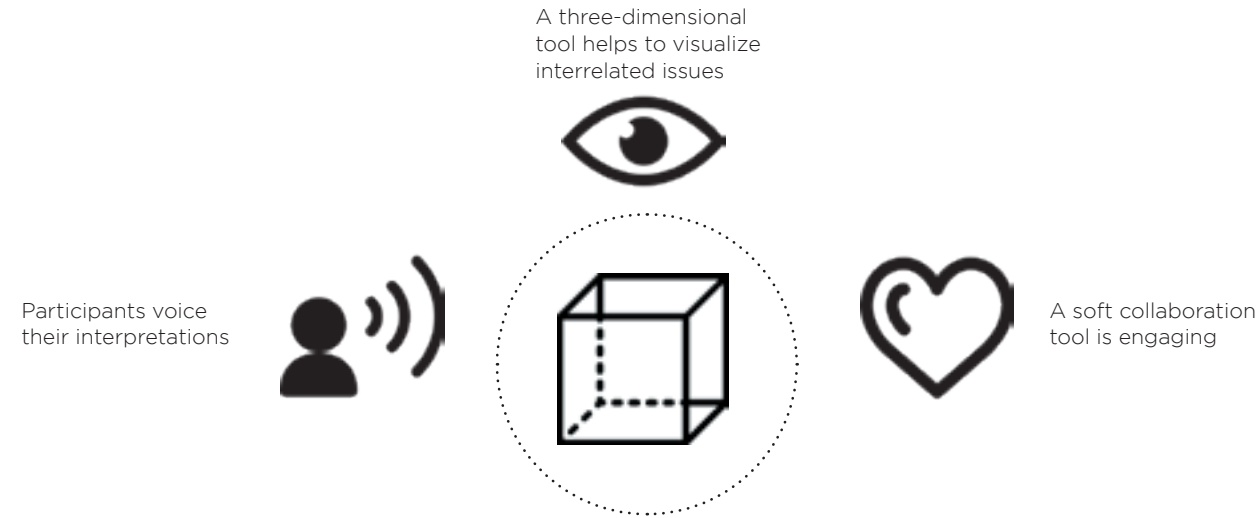 A three-dimensional
tool helps to visualize
interrelated issues
Participants voice
their interpretations
A soft collaboration
tool is engaging